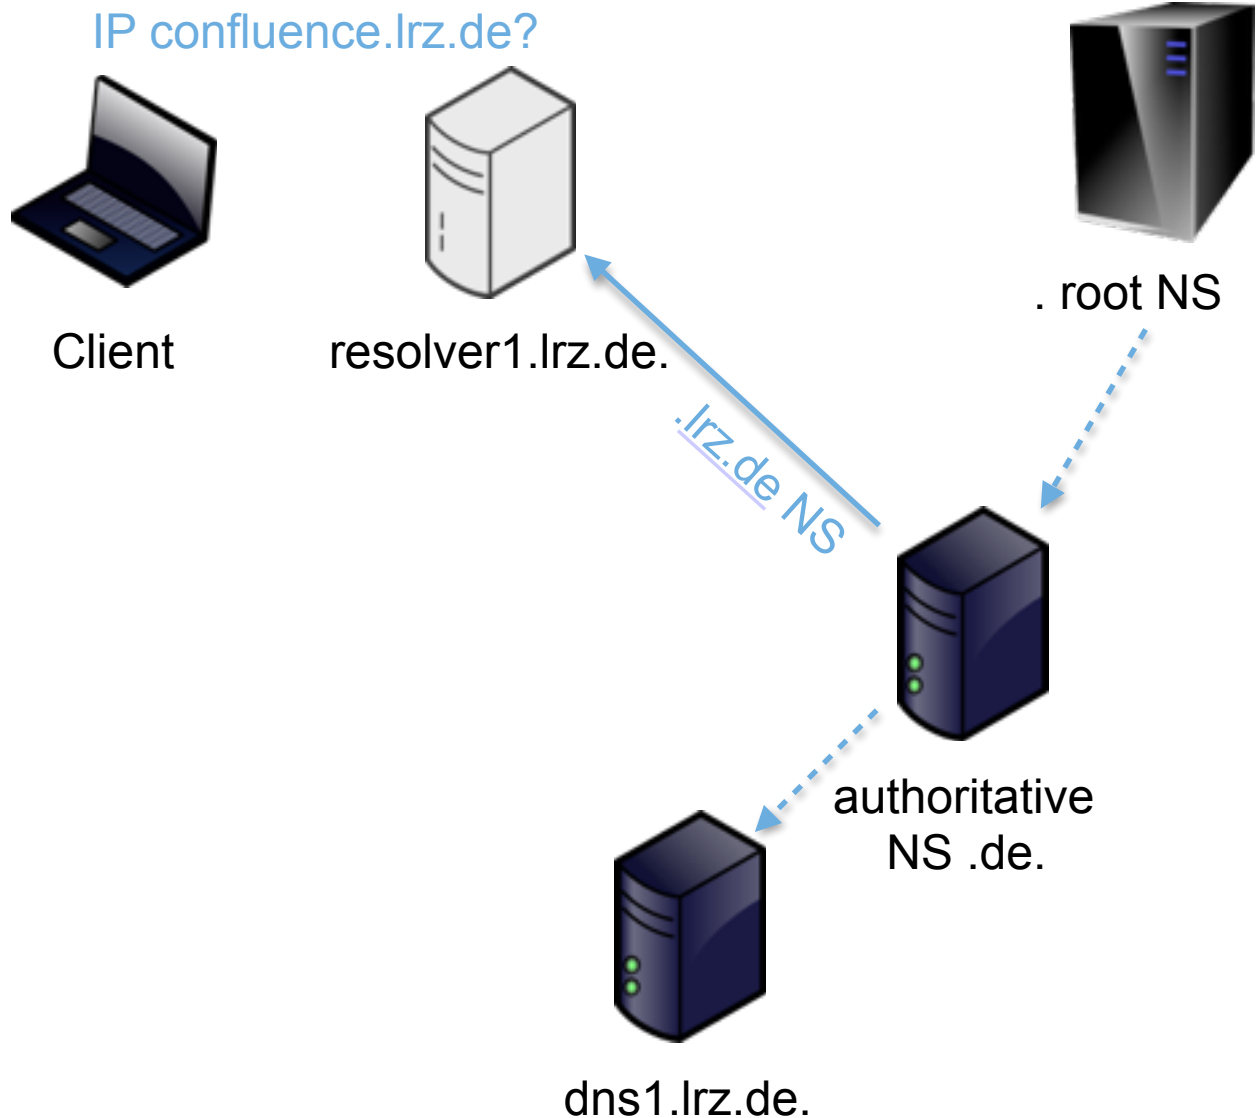 IP confluence.lrz.de?
. root NS
Client
resolver1.lrz.de.
.lrz.de NS
authoritative
NS .de.
dns1.lrz.de.